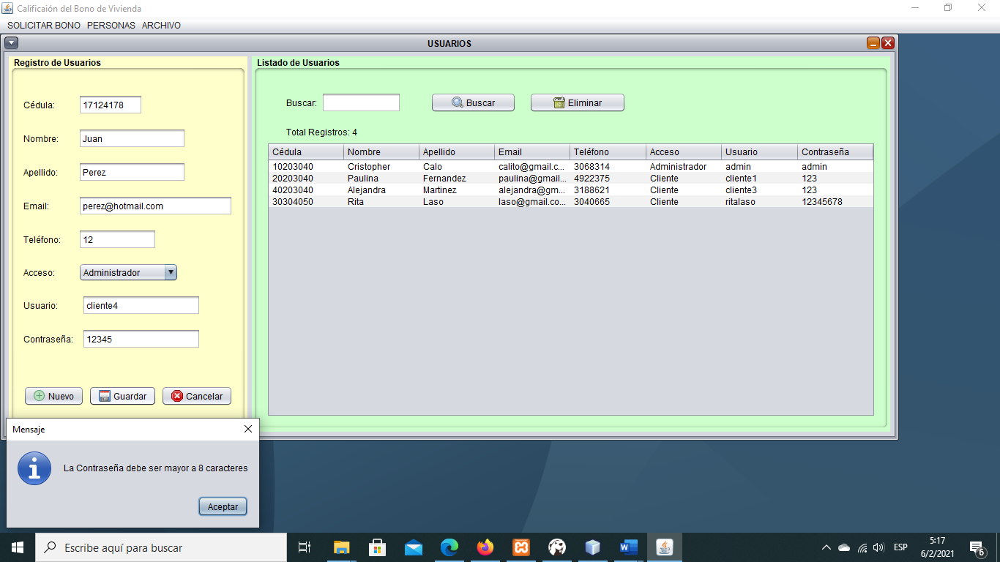 Calificaión del Bono de Vivienda
SOLICITAR BONO PERSONAS ARCHIVO
USUARIOS
Registro de Usuarios
Cédula: 17124178
Nombre: Juan
Apellido: Perez
Email: perez@hotmail.com
Teléfono: 12
Acceso: Administrador
Usuario: cliente4
Contraseña: 12345
Nuevo Guardar Cancelar
Listado de Usuarios
Buscar: Buscar Eliminar
Total Registros: 4
Cédula Nombre Apellido Email Teléfono Acceso Usuario Contraseña
10203040 Cristopher Calo calito@gmail.c... 3068314 Administrador admin admin
20203040 Paulina Fernandez paulina@gmail... 4922375 Cliente cliente1 123
40203040 Alejandra Martinez alejandra@gm... 3188621 Cliente cliente3 123
30304050 Rita Laso laso@gmail.co... 3040665 Cliente ritalaso 12345678
Mensaje
La Contraseña debe ser mayor a 8 caracteres
Aceptar
Escribe aquí para buscar
ESP
5:17
6/2/2021
6